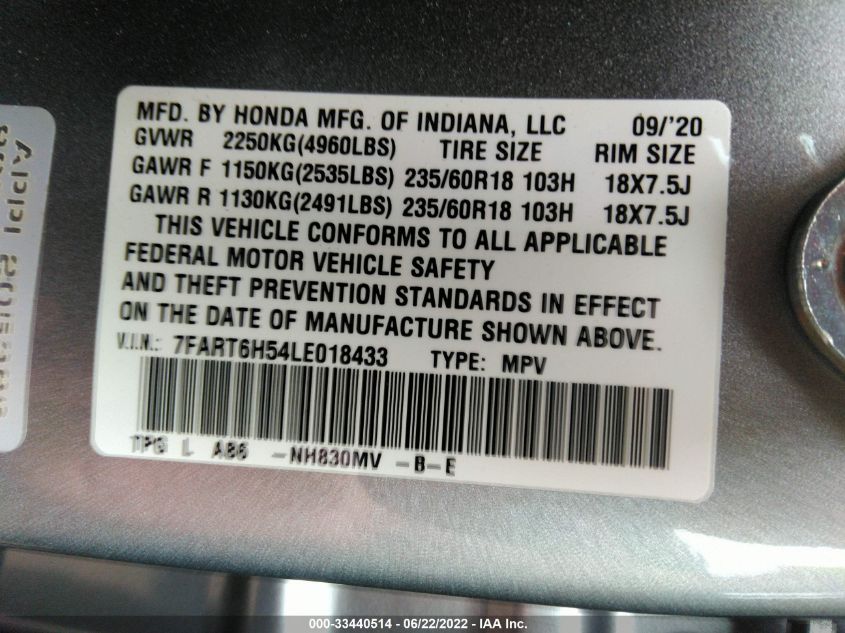 MFD. BY HONDA MFG. OF INDIANA, LLC 09/'20
GVWR 2250KG(4960LBS) TIRE SIZE RIM SIZE
GAWR F 1150KG(2535LBS) 235/60R18 103H 18X7.5J
GAWR R 1130KG(2491LBS) 235/60R18 103H 18X7.5J
THIS VEHICLE CONFORMS TO ALL APPLICABLE
FEDERAL MOTOR VEHICLE SAFETY
AND THEFT PREVENTION STANDARDS IN EFFECT
ON THE DATE OF MANUFACTURE SHOWN ABOVE.
V.I.N.: 7FART6H54LE018433 TYPE: MPV
L A86 -NH830MV -B-E
000-33440514 - 06/22/2022 - IAA Inc.